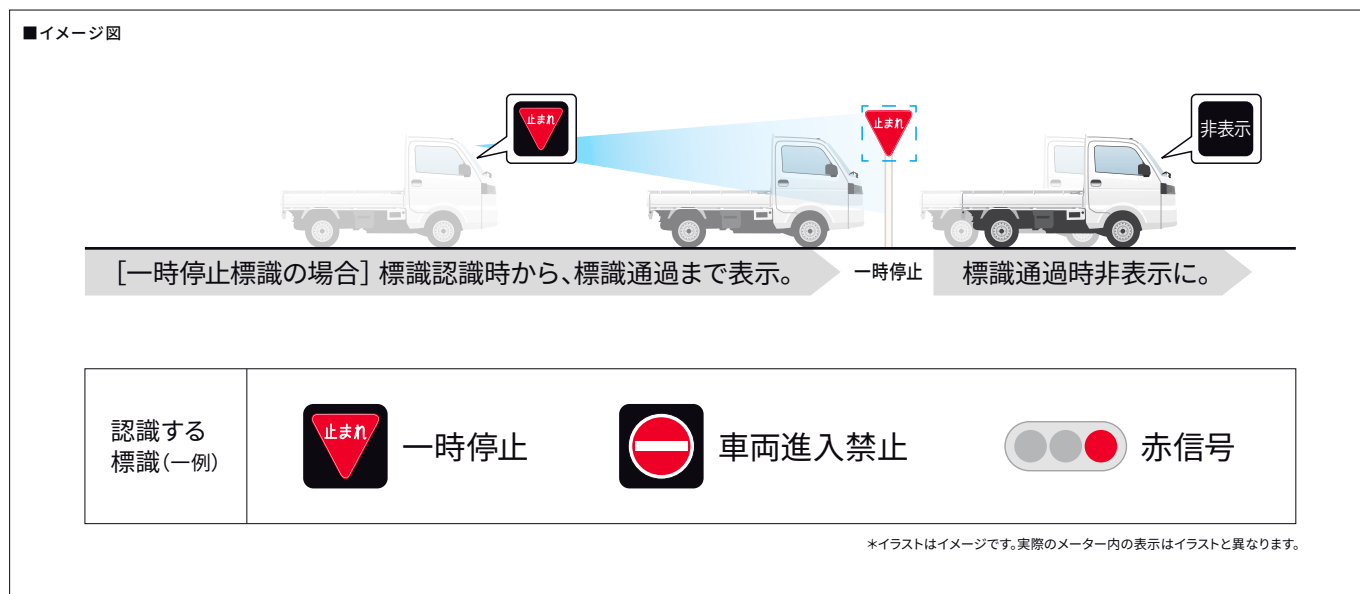 ■イメージ図
止まれ
止まれ
非表示
[一時停止標識の場合] 標識認識時から、標識通過まで表示。
一時停止
標識通過時非表示に。
認識する
標識(一例)
止まれ
一時停止
車両進入禁止
赤信号
＊イラストはイメージです。実際のメーター内の表示はイラストと異なります。